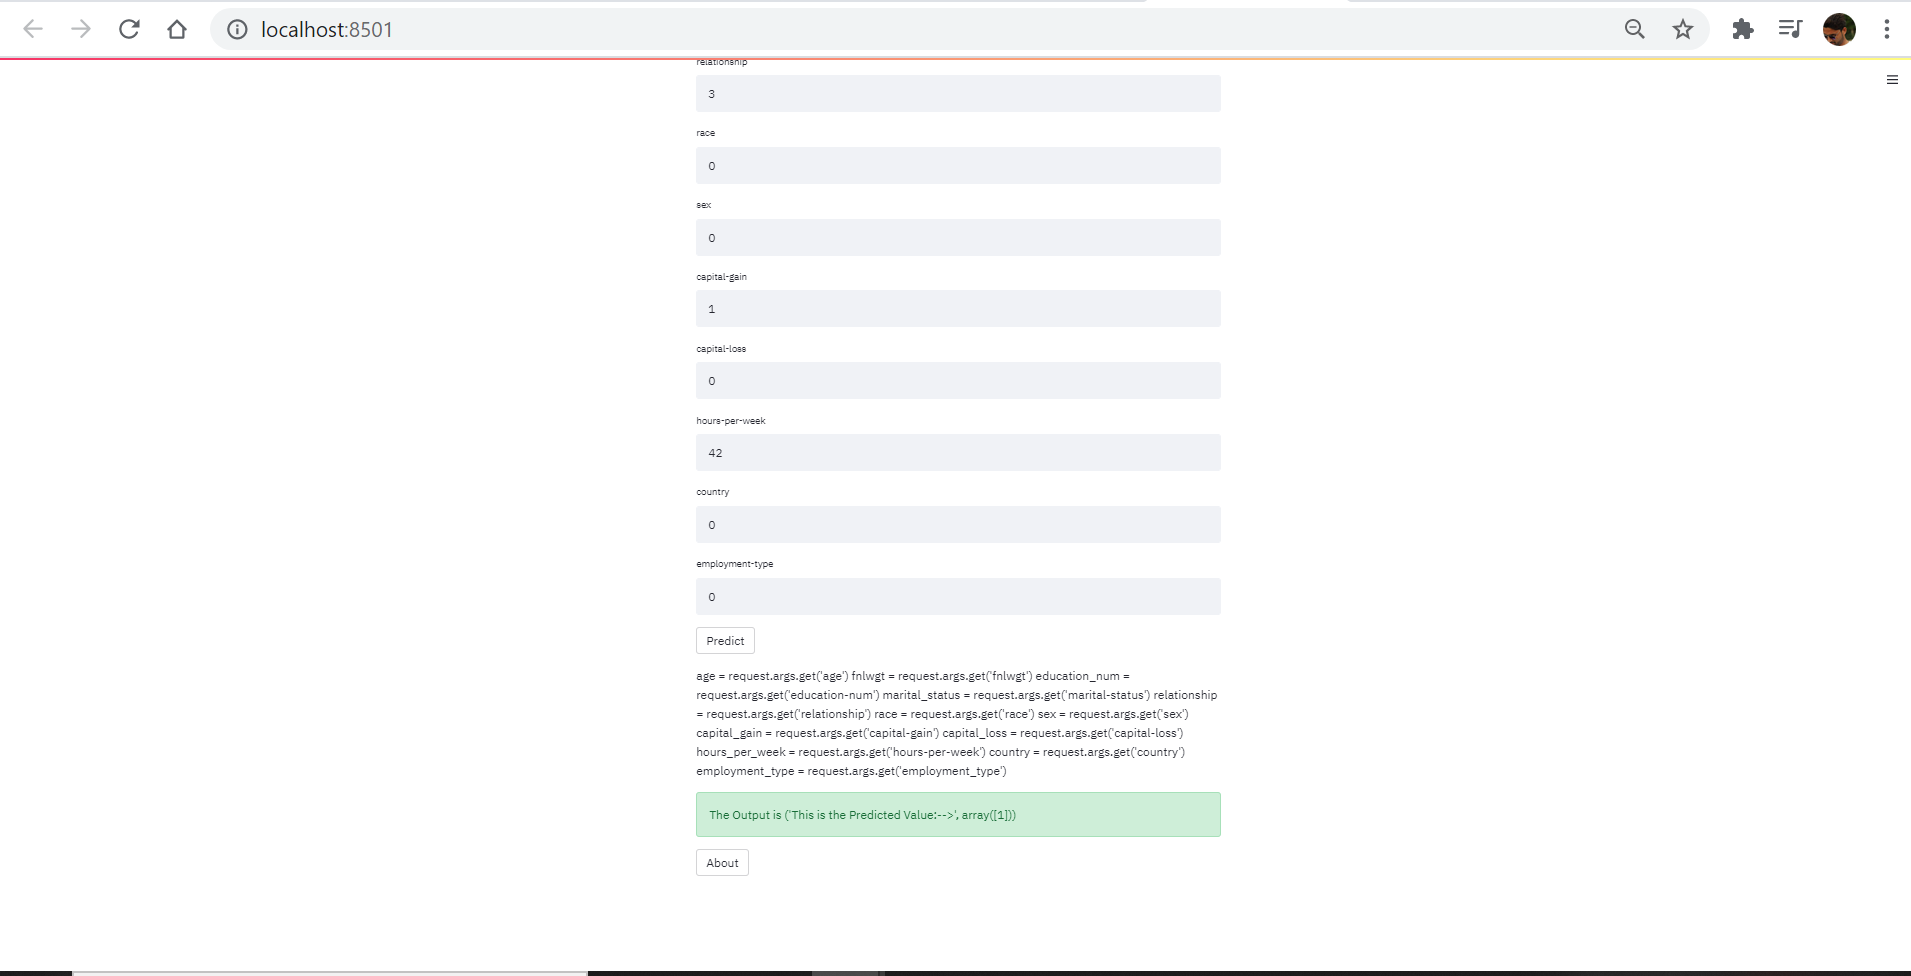 localhost:8501
relationship
3
race
0
sex
0
capital-gain
1
capital-loss
0
hours-per-week
42
country
0
employment-type
0
Predict
age = request.args.get('age') fnlwgt = request.args.get('fnlwgt') education_num =
request.args.get('education-num') marital_status = request.args.get('marital-status') relationship
= request.args.get('relationship') race = request.args.get('race') sex = request.args.get('sex')
capital_gain = request.args.get('capital-gain') capital_loss = request.args.get('capital-loss')
hours_per_week = request.args.get('hours-per-week') country = request.args.get('country')
employment_type = request.args.get('employment_type')
The Output is ('This is the Predicted Value:-->', array([1]))
About